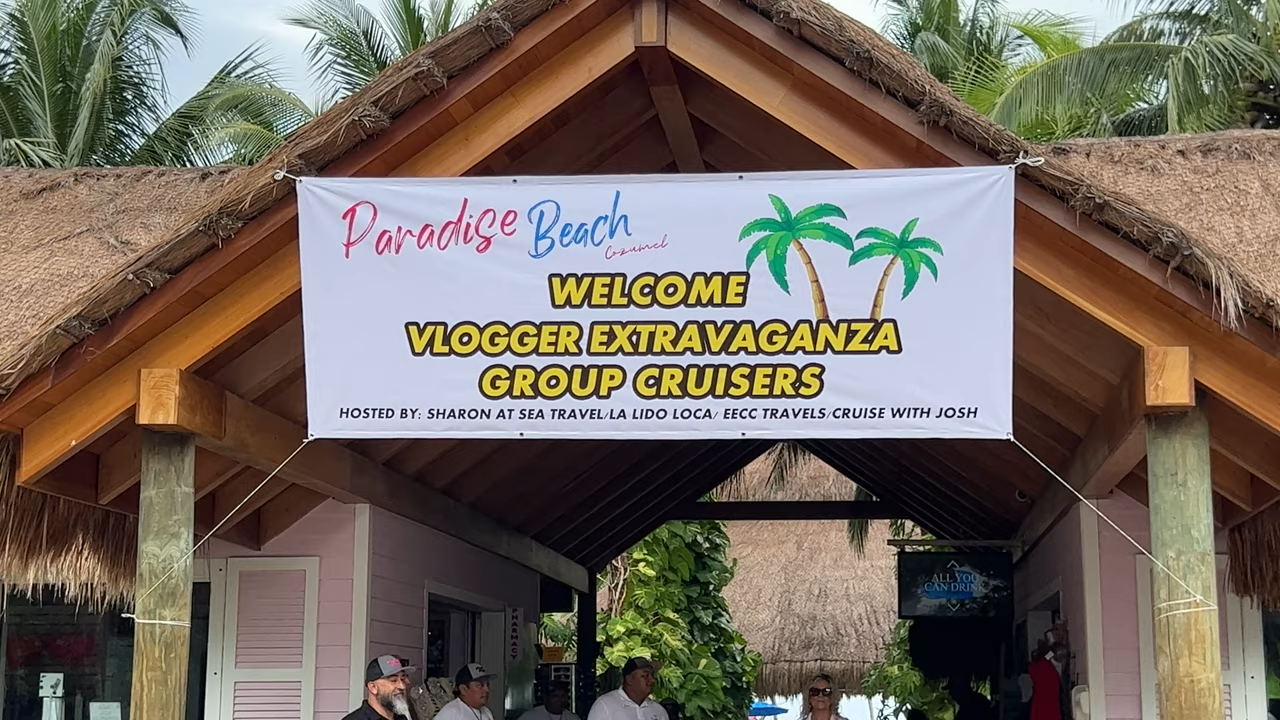 Paradise Beach
Cozumel
WELCOME
VLOGGER EXTRAVAGANZA
GROUP CRUISERS
HOSTED BY: SHARON AT SEA TRAVEL/LA LIDO LOCA/ EECC TRAVELS/CRUISE WITH JOSH
ALL YOU
CAN DRINK
PHARMACY